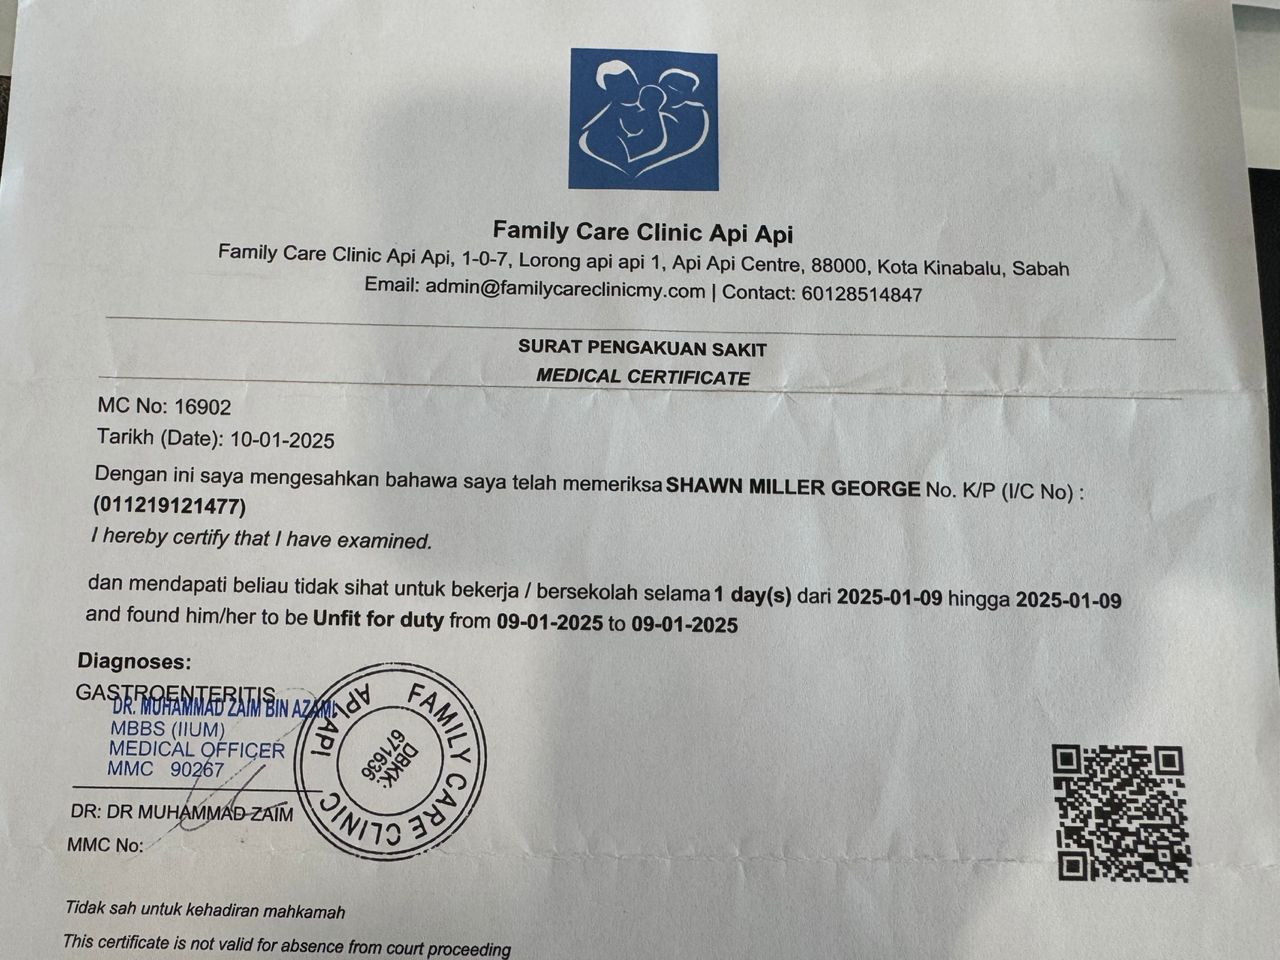 Family Care Clinic Api Api
Family Care Clinic Api Api, 1-0-7, Lorong api api 1, Api Api Centre, 88000, Kota Kinabalu, Sabah
Email: admin@familycareclinicmy.com | Contact: 60128514847
SURAT PENGAKUAN SAKIT
MEDICAL CERTIFICATE
MC No: 16902
Tarikh (Date): 10-01-2025
Dengan ini saya mengesahkan bahawa saya telah memeriksa SHAWN MILLER GEORGE No. K/P (I/C No) :
(011219121477)
I hereby certify that I have examined.
dan mendapati beliau tidak sihat untuk bekerja / bersekolah selama 1 day(s) dari 2025-01-09 hingga 2025-01-09
and found him/her to be Unfit for duty from 09-01-2025 to 09-01-2025
Diagnoses:
GASTROENTERITIS
DR. MUHAMMAD ZAIM BIN AZAMI
MBBS (IIUM)
MEDICAL OFFICER
MMC 90267
FAMILY CARE CLINIC API-API
DBKK:
671636
DR: DR MUHAMMAD ZAIM
MMC No:
Tidak sah untuk kehadiran mahkamah
This certificate is not valid for absence from court proceeding